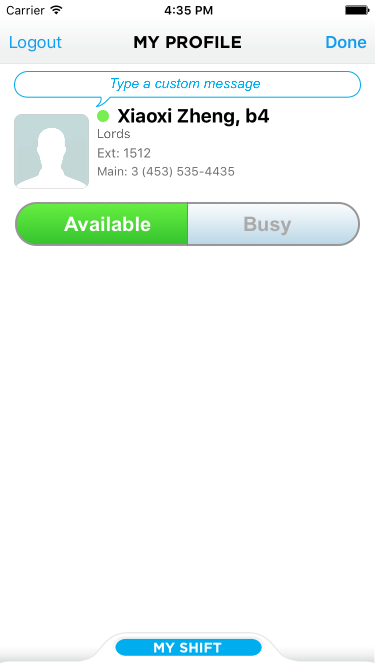 Carrier 4:35 PM
Logout MY PROFILE Done
Type a custom message
Xiaoxi Zheng, b4
Lords
Ext: 1512
Main: 3 (453) 535-4435
Available Busy
MY SHIFT